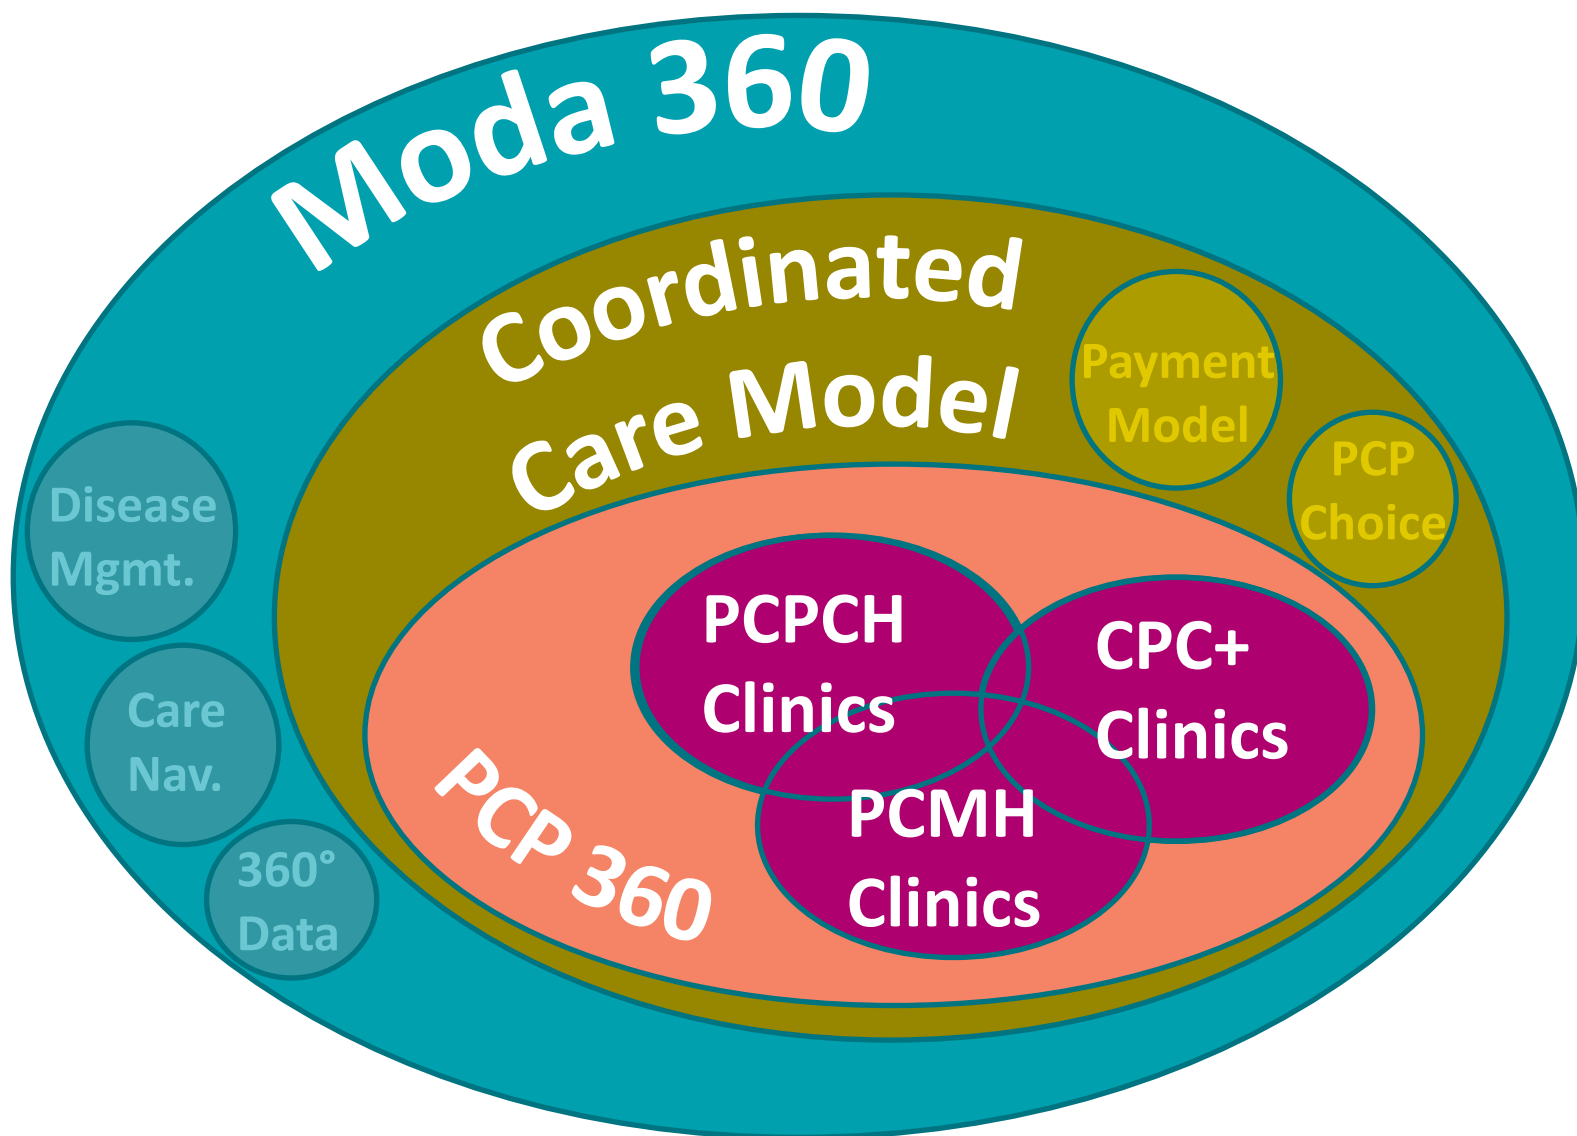 Moda 360
Coordinated
Care Model
Payment
Model
PCP
Choice
Disease
Mgmt.
Care
Nav.
360°
Data
PCP 360
PCPCH
Clinics
CPC+
Clinics
PCMH
Clinics